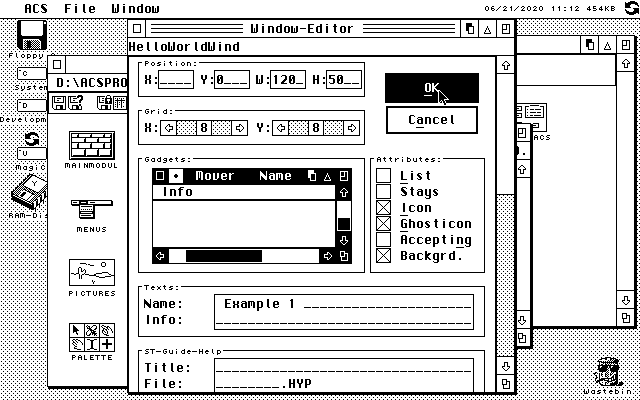 ACS File Window 06/21/2020 11:12 454KB
Window-Editor
HelloWorldWind
Floppy
C
System
D
Developm
U
Magic
RAM-Dis
D:\ACSPRO
MAINMODUL
MENUS
PICTURES
PALETTE
Position:
X:____ Y:0___ W:120_ H:50__
OK
Cancel
Grid:
X: 8 Y: 8
Gadgets:
Mover Name
Info
Attributes:
List
Stays
Icon
Ghosticon
Accepting
Backgrd.
Texts:
Name: Example 1
Info:
ST-Guide-Help
Title:
File: ________.HYP
ACS
Wastebin